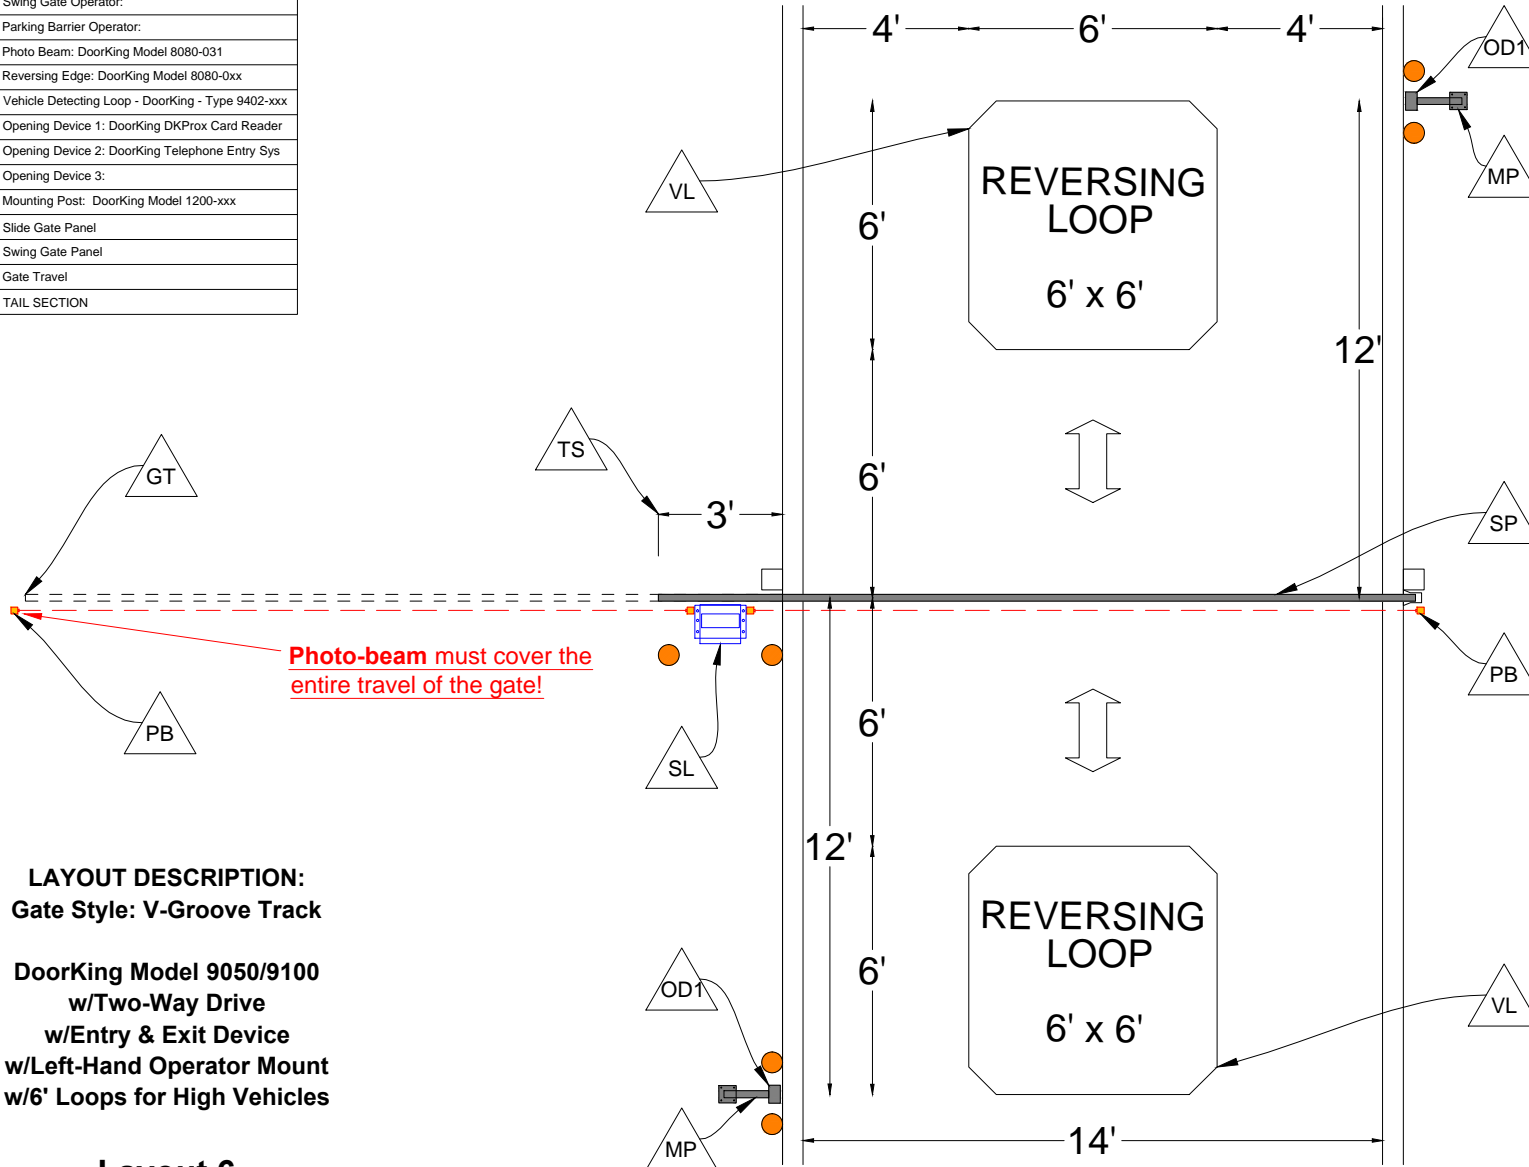 Swing Gate Operator:
Parking Barrier Operator:
Photo Beam: DoorKing Model 8080-031
Reversing Edge: DoorKing Model 8080-0xx
Vehicle Detecting Loop - DoorKing - Type 9402-xxx
Opening Device 1: DoorKing DKProx Card Reader
Opening Device 2: DoorKing Telephone Entry Sys
Opening Device 3:
Mounting Post: DoorKing Model 1200-xxx
Slide Gate Panel
Swing Gate Panel
Gate Travel
TAIL SECTION
4'
6'
4'
OD1
MP
VL
REVERSING
LOOP
6' x 6'
6'
12'
GT
TS
6'
3'
SP
Photo-beam must cover the
entire travel of the gate!
PB
PB
SL
6'
12'
LAYOUT DESCRIPTION:
Gate Style: V-Groove Track
DoorKing Model 9050/9100
w/Two-Way Drive
w/Entry & Exit Device
w/Left-Hand Operator Mount
w/6' Loops for High Vehicles
Layout 6
REVERSING
LOOP
6' x 6'
6'
OD1
VL
MP
14'